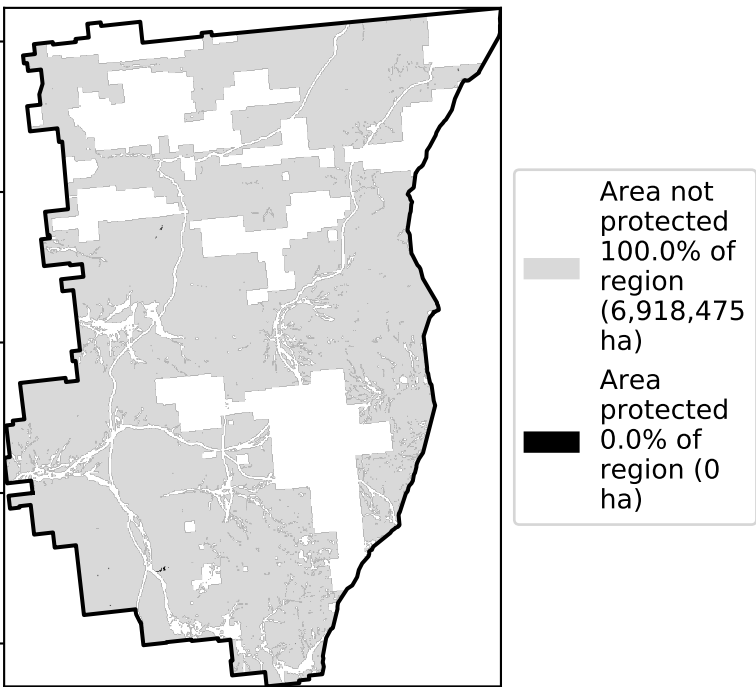 Area not
protected
100.0% of
region
(6,918,475
ha)
Area
protected
0.0% of
region (0
ha)